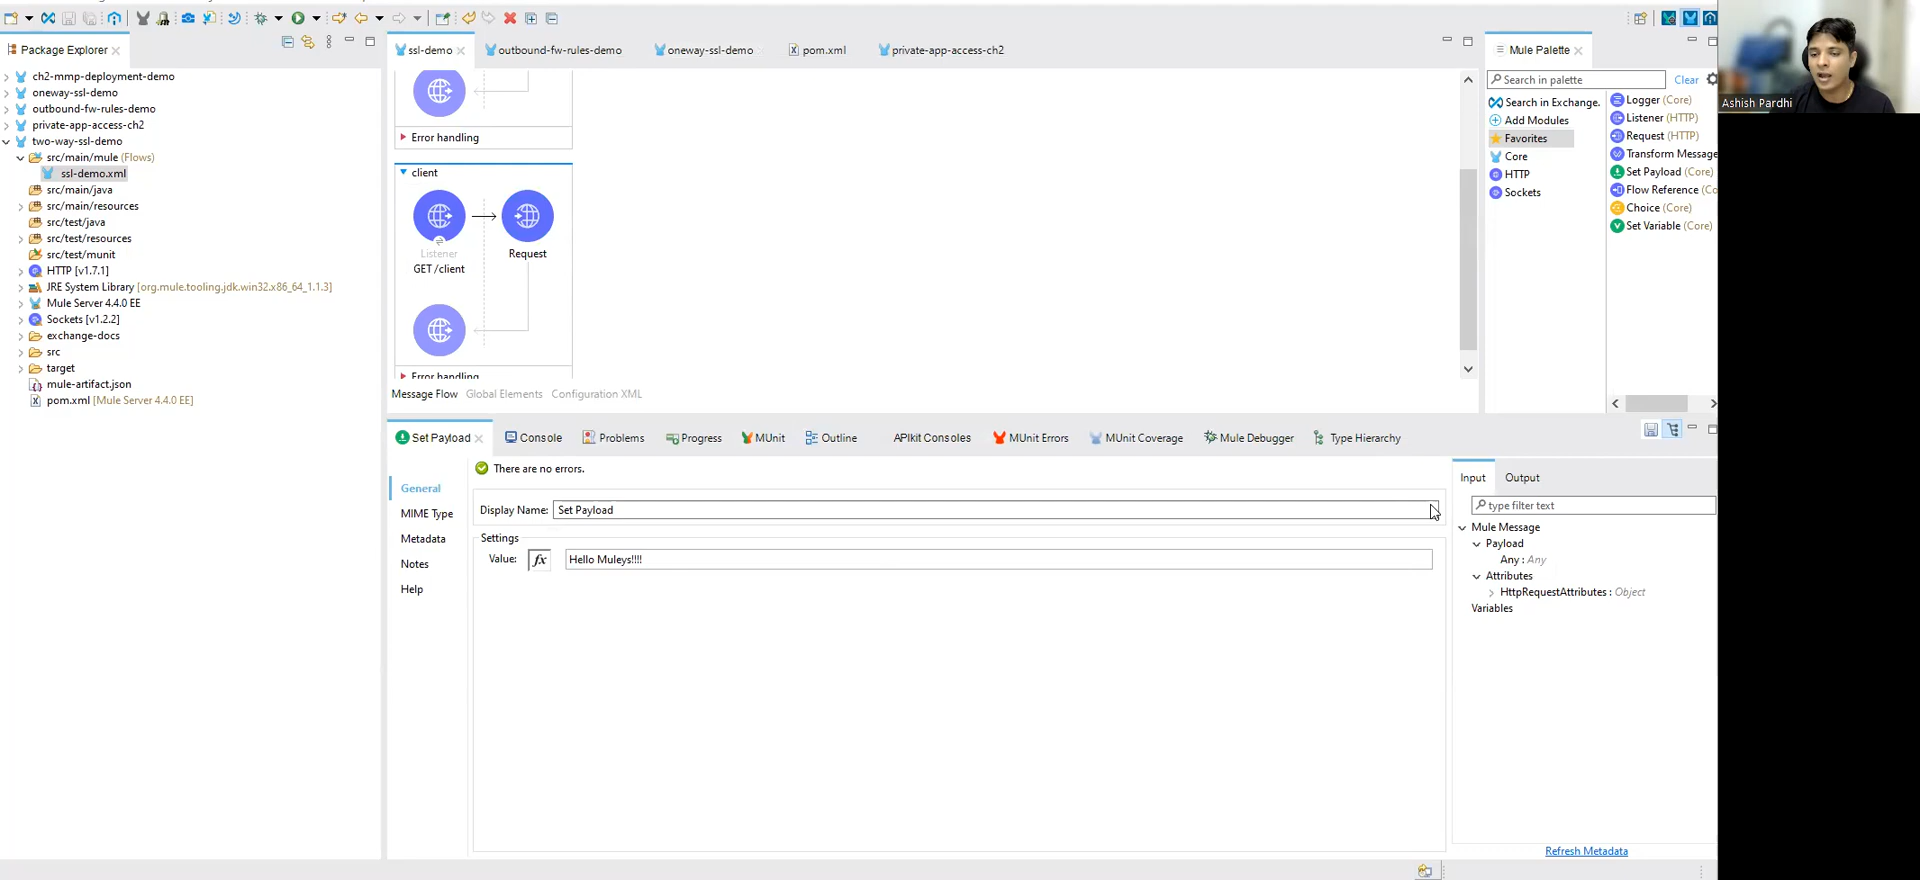 Package Explorer
ch2-mmp-deployment-demo
oneway-ssl-demo
outbound-fw-rules-demo
private-app-access-ch2
two-way-ssl-demo
src/main/mule (Flows)
ssl-demo.xml
src/main/java
src/main/resources
src/test/java
src/test/resources
src/test/munit
HTTP [v1.7.1]
JRE System Library [org.mule.tooling.jdk.win32.x86_64_1.1.3]
Mule Server 4.4.0 EE
Sockets [v1.2.2]
exchange-docs
src
target
mule-artifact.json
pom.xml [Mule Server 4.4.0 EE]
ssl-demo
outbound-fw-rules-demo
oneway-ssl-demo
pom.xml
private-app-access-ch2
Error handling
client
Listener
GET /client
Request
Error handling
Message Flow
Global Elements
Configuration XML
Mule Palette
Search in palette
Clear
Search in Exchange.
Add Modules
Favorites
Core
HTTP
Sockets
Logger (Core)
Listener (HTTP)
Request (HTTP)
Transform Message
Set Payload (Core)
Flow Reference (Co
Choice (Core)
Set Variable (Core)
Ashish Pardhi
Set Payload
Console
Problems
Progress
MUnit
Outline
APIkit Consoles
MUnit Errors
MUnit Coverage
Mule Debugger
Type Hierarchy
General
MIME Type
Metadata
Notes
Help
There are no errors.
Display Name: Set Payload
Settings
Value: fx Hello Muleys!!!!
Input
Output
type filter text
Mule Message
Payload
Any : Any
Attributes
HttpRequestAttributes : Object
Variables
Refresh Metadata